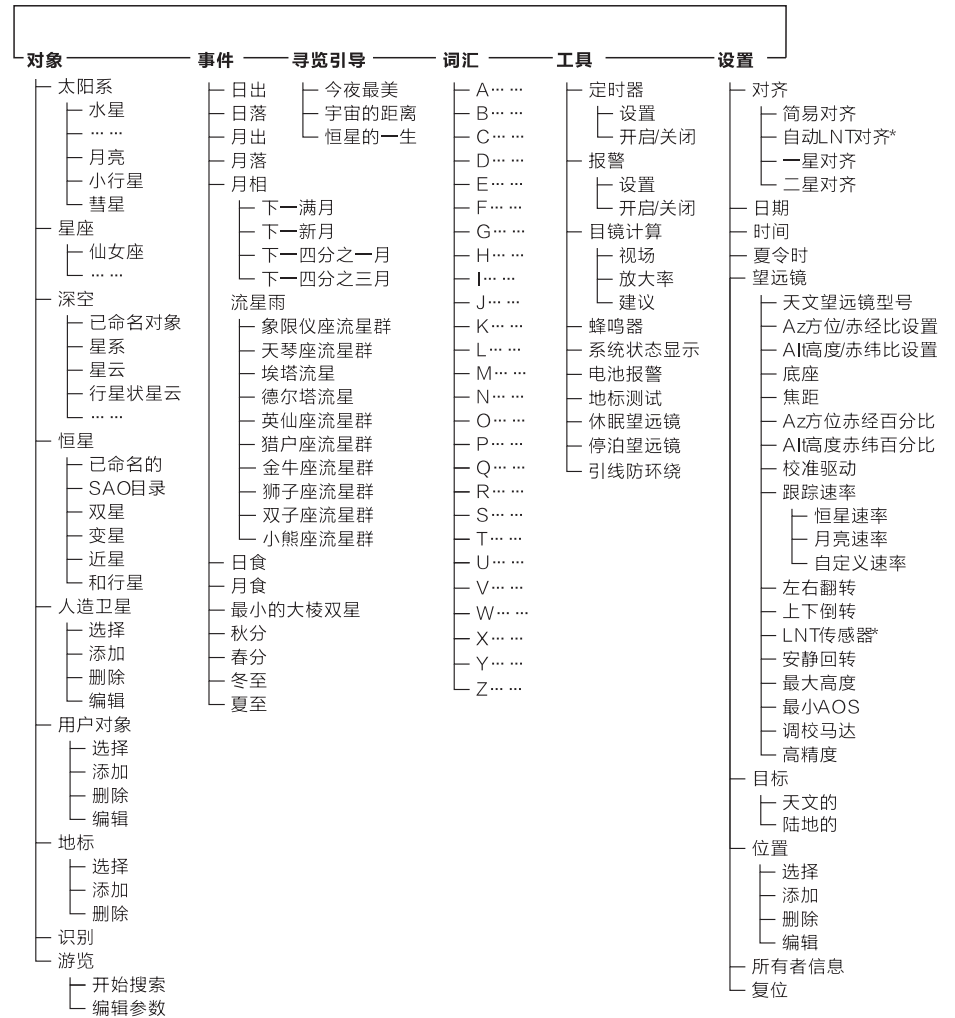 对象
太阳系
水星
… …
月亮
小行星
彗星
星座
仙女座
… …
深空
已命名对象
星系
星云
行星状星云
… …
恒星
已命名的
SAO目录
双星
变星
近星
和行星
人造卫星
选择
添加
删除
编辑
用户对象
选择
添加
删除
编辑
地标
选择
添加
删除
识别
游览
开始搜索
编辑参数
事件
日出
日落
月出
月落
月相
下一满月
下一新月
下一四分之一月
下一四分之三月
流星雨
象限仪座流星群
天琴座流星群
埃塔流星
德尔塔流星
英仙座流星群
猎户座流星群
金牛座流星群
狮子座流星群
双子座流星群
小熊座流星群
日食
月食
最小的大棱双星
秋分
春分
冬至
夏至
寻览引导
今夜最美
宇宙的距离
恒星的一生
词汇
A… …
B… …
C… …
D… …
E… …
F… …
G… …
H… …
I… …
J… …
K… …
L… …
M… …
N… …
O… …
P… …
Q… …
R… …
S… …
T… …
U… …
V… …
W… …
X… …
Y… …
Z… …
工具
定时器
设置
开启/关闭
报警
设置
开启/关闭
目镜计算
视场
放大率
建议
蜂鸣器
系统状态显示
电池报警
地标测试
休眠望远镜
停泊望远镜
引线防环绕
设置
对齐
简易对齐
自动LNT对齐*
一星对齐
二星对齐
日期
时间
夏令时
望远镜
天文望远镜型号
Az方位/赤经比设置
Alt高度/赤纬比设置
底座
焦距
Az方位赤经百分比
Alt高度赤纬百分比
校准驱动
跟踪速率
恒星速率
月亮速率
自定义速率
左右翻转
上下倒转
LNT传感器*
安静回转
最大高度
最小AOS
调校马达
高精度
目标
天文的
陆地的
位置
选择
添加
删除
编辑
所有者信息
复位